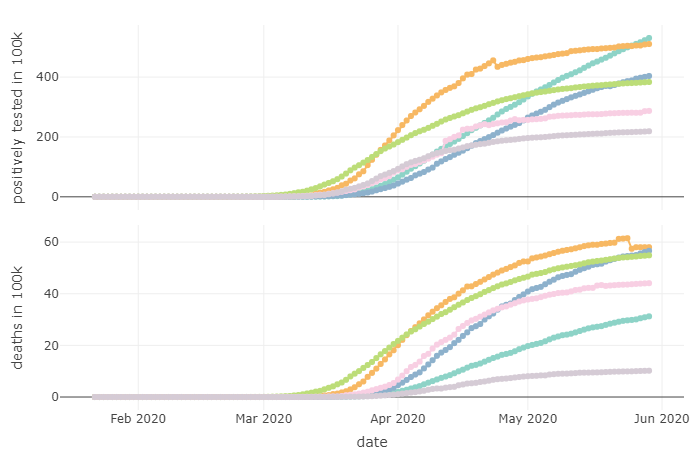 positively tested in 100k
400
200
0
deaths in 100k
60
40
20
0
Feb 2020
Mar 2020
Apr 2020
May 2020
Jun 2020
date